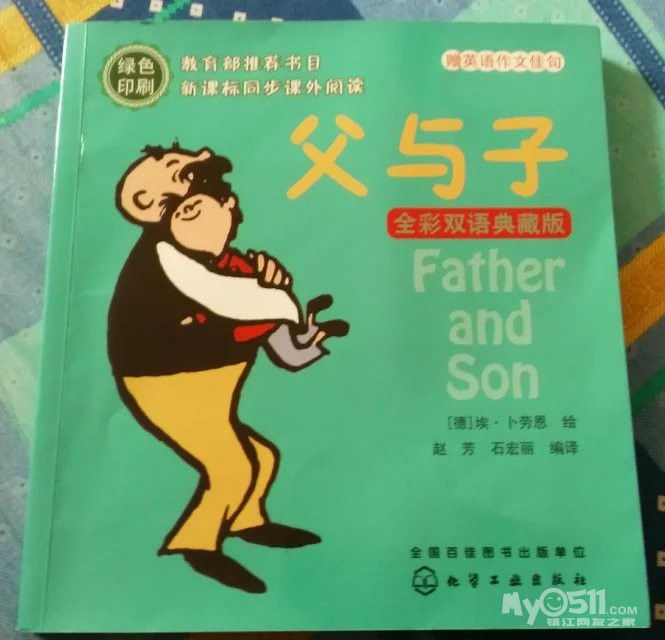 绿色
印刷
教育部推荐书目
新课标同步课外阅读
赠英语作文佳句
父与子
全彩双语典藏版
Father
and
Son
[德]埃·卜劳恩 绘
赵 芳 石宏丽 编译
全国百佳图书出版单位
化学工业出版社
My0511.COM
镇江网友之家